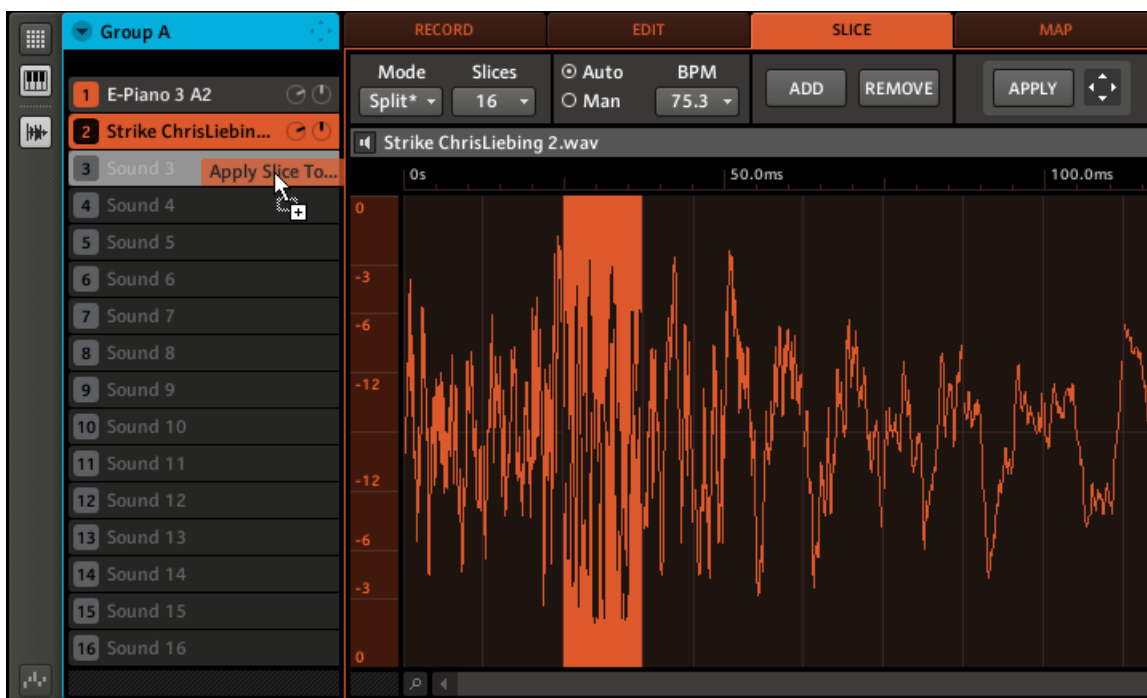 Group A
RECORD EDIT SLICE MAP
Mode Slices Auto BPM
Split* 16 Man 75.3 ADD REMOVE APPLY
1 E-Piano 3 A2
2 Strike ChrisLiebin...
Strike ChrisLiebing 2.wav
3 Sound 3 Apply Slice To...
0s 50.0ms 100.0ms
4 Sound 4
5 Sound 5
6 Sound 6
7 Sound 7
8 Sound 8
9 Sound 9
10 Sound 10
11 Sound 11
12 Sound 12
13 Sound 13
14 Sound 14
15 Sound 15
16 Sound 16
0
-3
-6
-12
-12
-6
-3
0